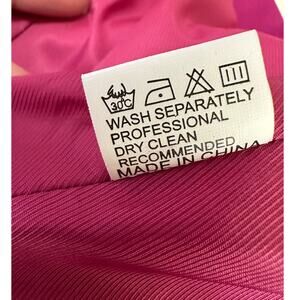 30°C
WASH SEPARATELY
PROFESSIONAL
DRY CLEAN
RECOMMENDED
MADE IN CHINA